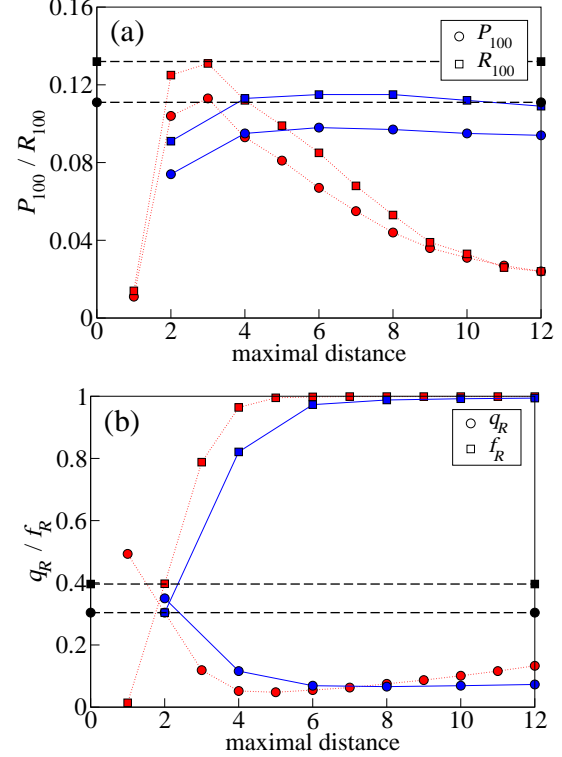 (a)
P100
R100
0.16
0.12
0.08
0.04
0
P100 / R100
0 2 4 6 8 10 12
maximal distance
(b)
qR
fR
1
0.8
0.6
0.4
0.2
0
qR / fR
0 2 4 6 8 10 12
maximal distance